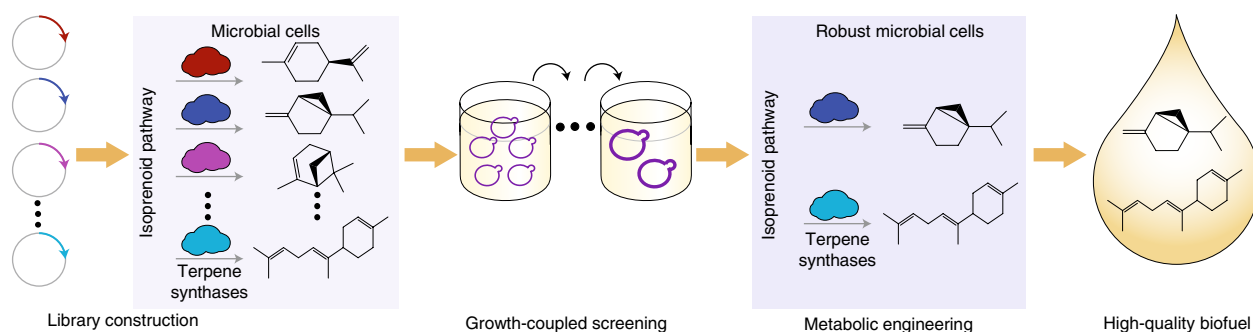 Microbial cells
Isoprenoid pathway
Terpene
synthases
Robust microbial cells
Isoprenoid pathway
Terpene
synthases
Library construction
Growth-coupled screening
Metabolic engineering
High-quality biofuel